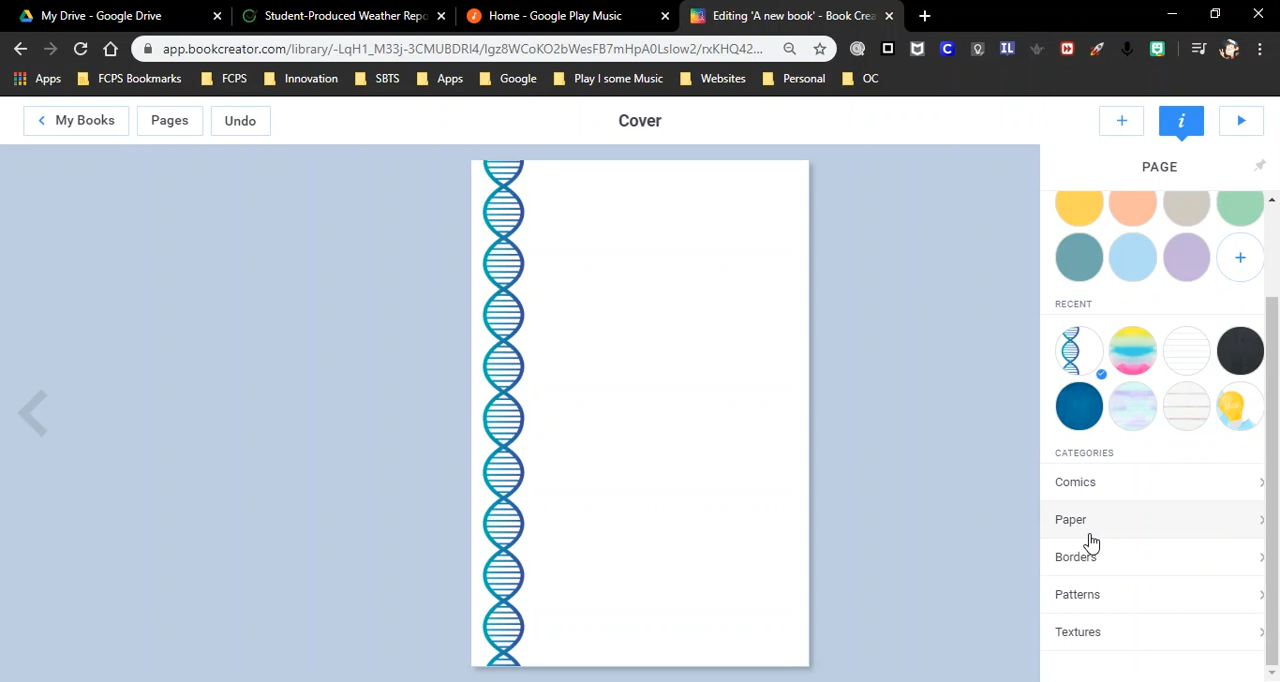 My Drive - Google Drive
Student-Produced Weather Repo
Home - Google Play Music
Editing 'A new book' - Book Crea
app.bookcreator.com/library/-LqH1_M33j-3CMUBDRI4/Igz8WCoKO2bWesFB7mHpA0LsIow2/rxKHQ42...
Apps
FCPS Bookmarks
FCPS
Innovation
SBTS
Apps
Google
Play I some Music
Websites
Personal
OC
My Books
Pages
Undo
Cover
PAGE
RECENT
CATEGORIES
Comics
Paper
Borders
Patterns
Textures